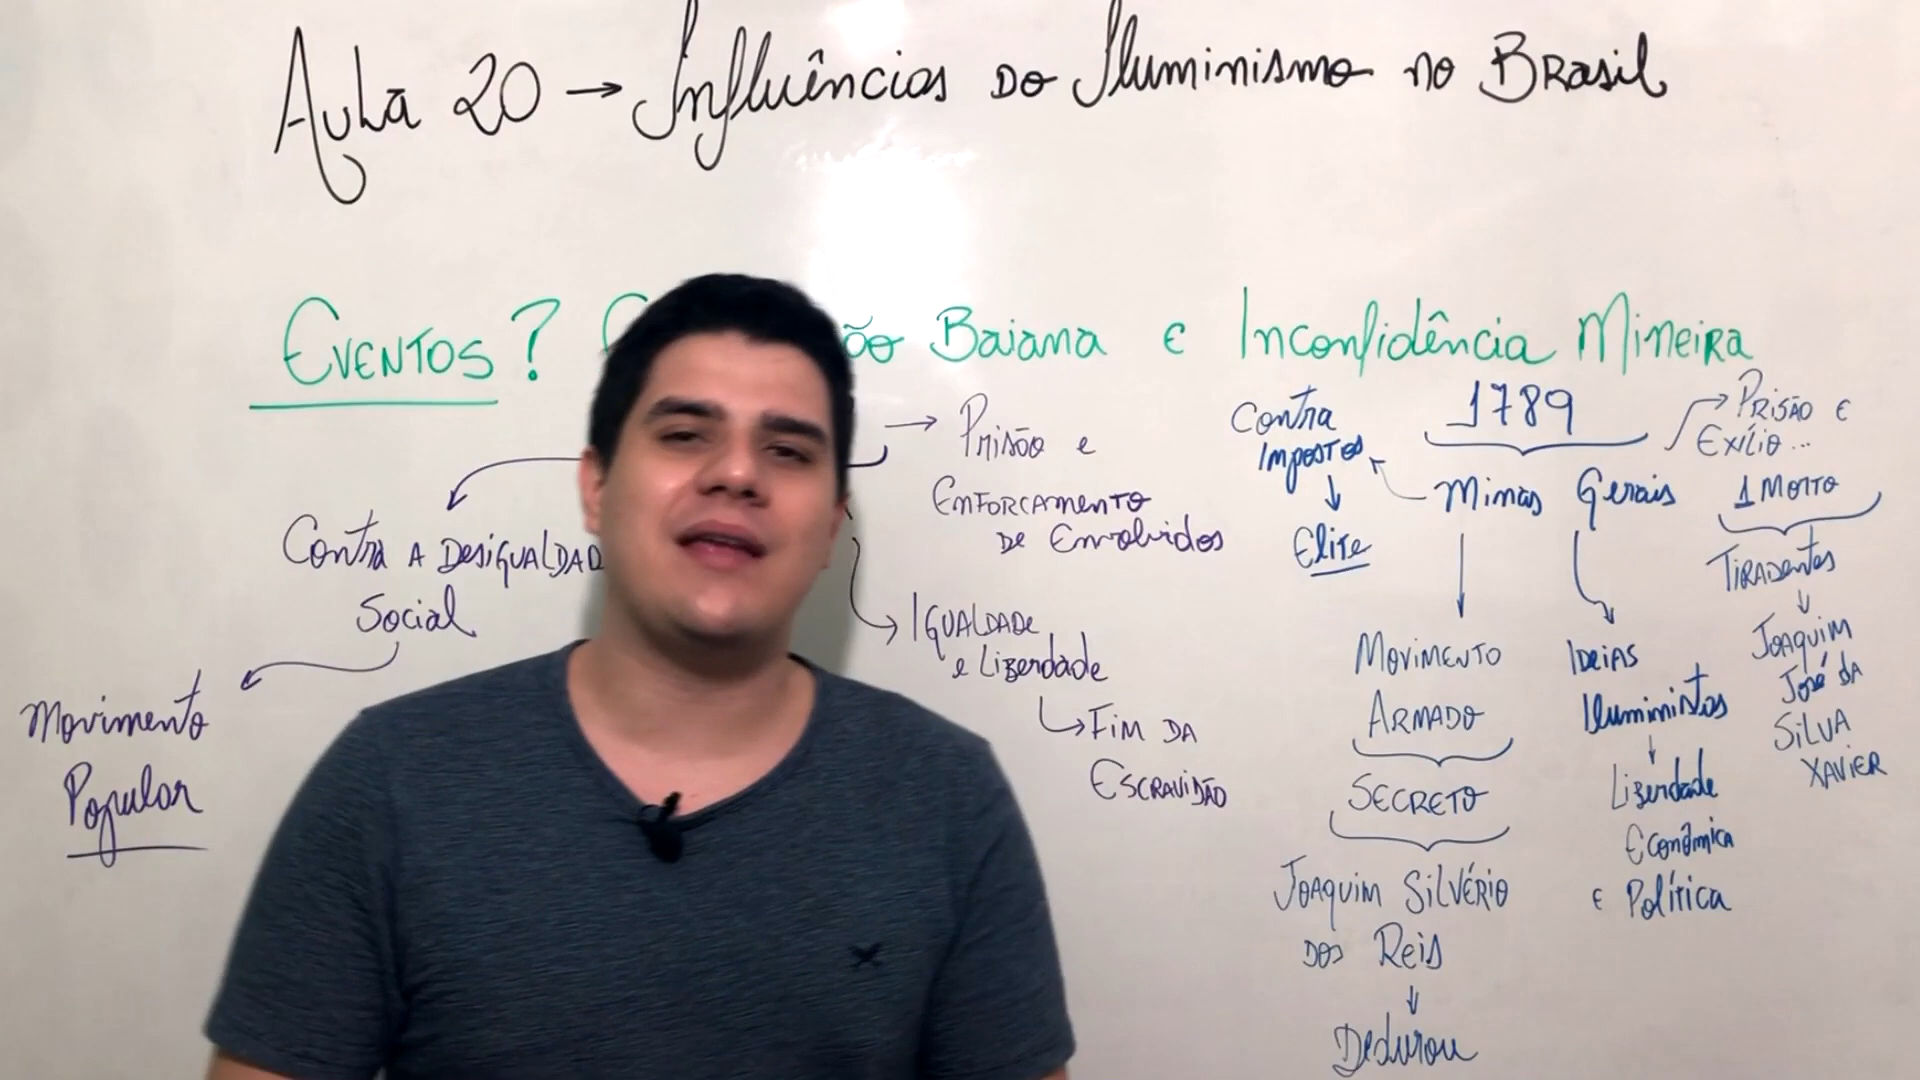 Aula 20 → Influências do Iluminismo no Brasil
Eventos? ão Baiana e Inconfidência Mineira
Contra a Desigualdad
Social
Movimento
Popular
→ Prisão e
Enforcamento
de Envolvidos
Igualdade
e Liberdade
Fim da
Escravidão
Contra
Impostos
Elite
1789
Minas Gerais
Movimento
Armado
Secreto
Joaquim Silvério
dos Reis
Dedurou
Ideias
Iluministas
Liberdade
Econômica
e Política
Prisão e
Exílio...
1 Morto
Tiradentes
Joaquim
José da
Silva
Xavier